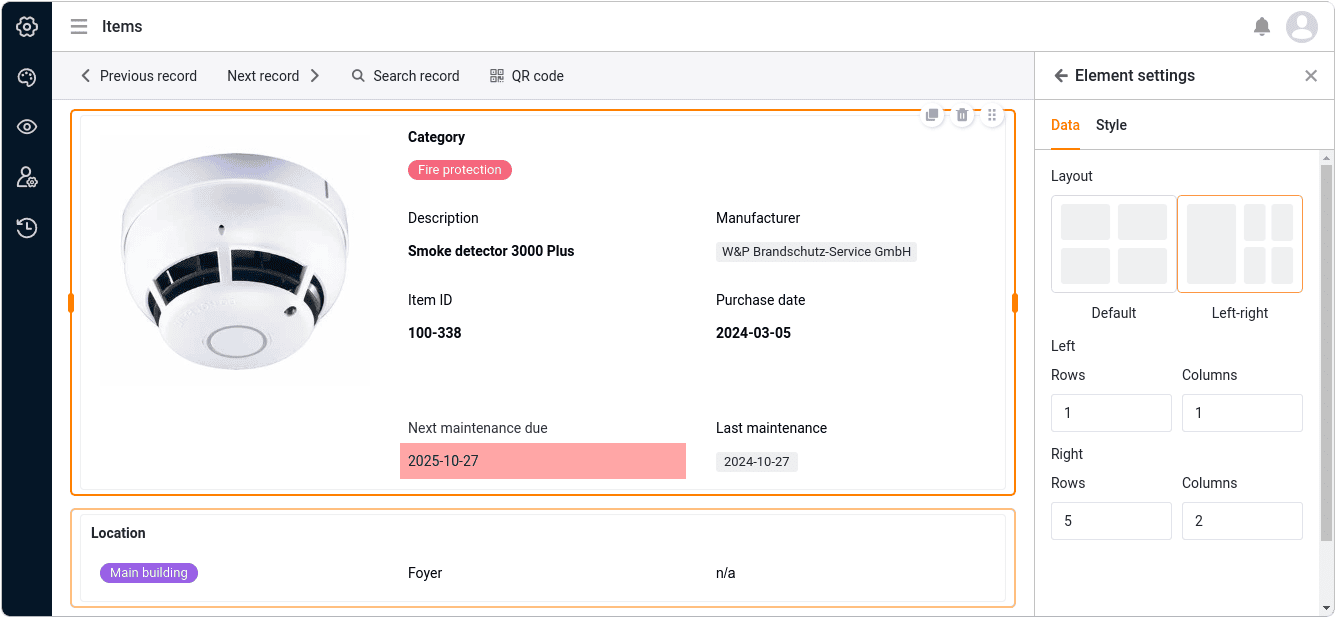 Items
Previous record Next record Search record QR code
Element settings
Data Style
Category
Fire protection
Description Manufacturer
Smoke detector 3000 Plus W&P Brandschutz-Service GmbH
Item ID Purchase date
100-338 2024-03-05
Next maintenance due Last maintenance
2025-10-27 2024-10-27
Location
Main building Foyer n/a
Layout
Default Left-right
Left
Rows Columns
1 1
Right
Rows Columns
5 2